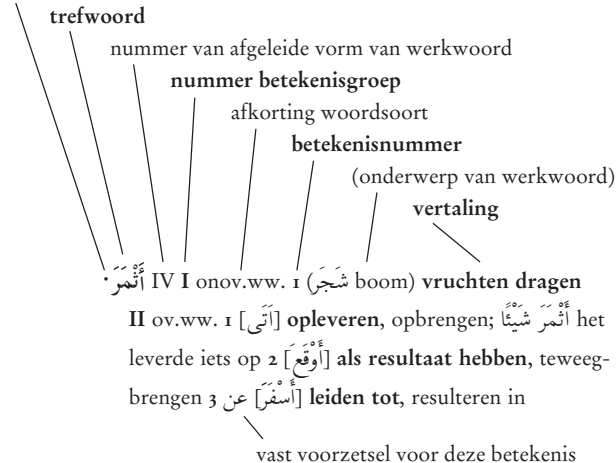 trefwoord
nummer van afgeleide vorm van werkwoord
nummer betekenisgroep
afkorting woordsoort
betekenisnummer
(onderwerp van werkwoord)
vertaling
أَثْمَرَ· IV I onov.ww. 1 (شَجَر boom) vruchten dragen
II ov.ww. 1 [اَتَى] opleveren, opbrengen; أَثْمَرَ شَيْئًا het
leverde iets op 2 [أَوْقَعَ] als resultaat hebben, teweeg-
brengen 3 عن [أَسْفَرَ] leiden tot, resulteren in
vast voorzetsel voor deze betekenis